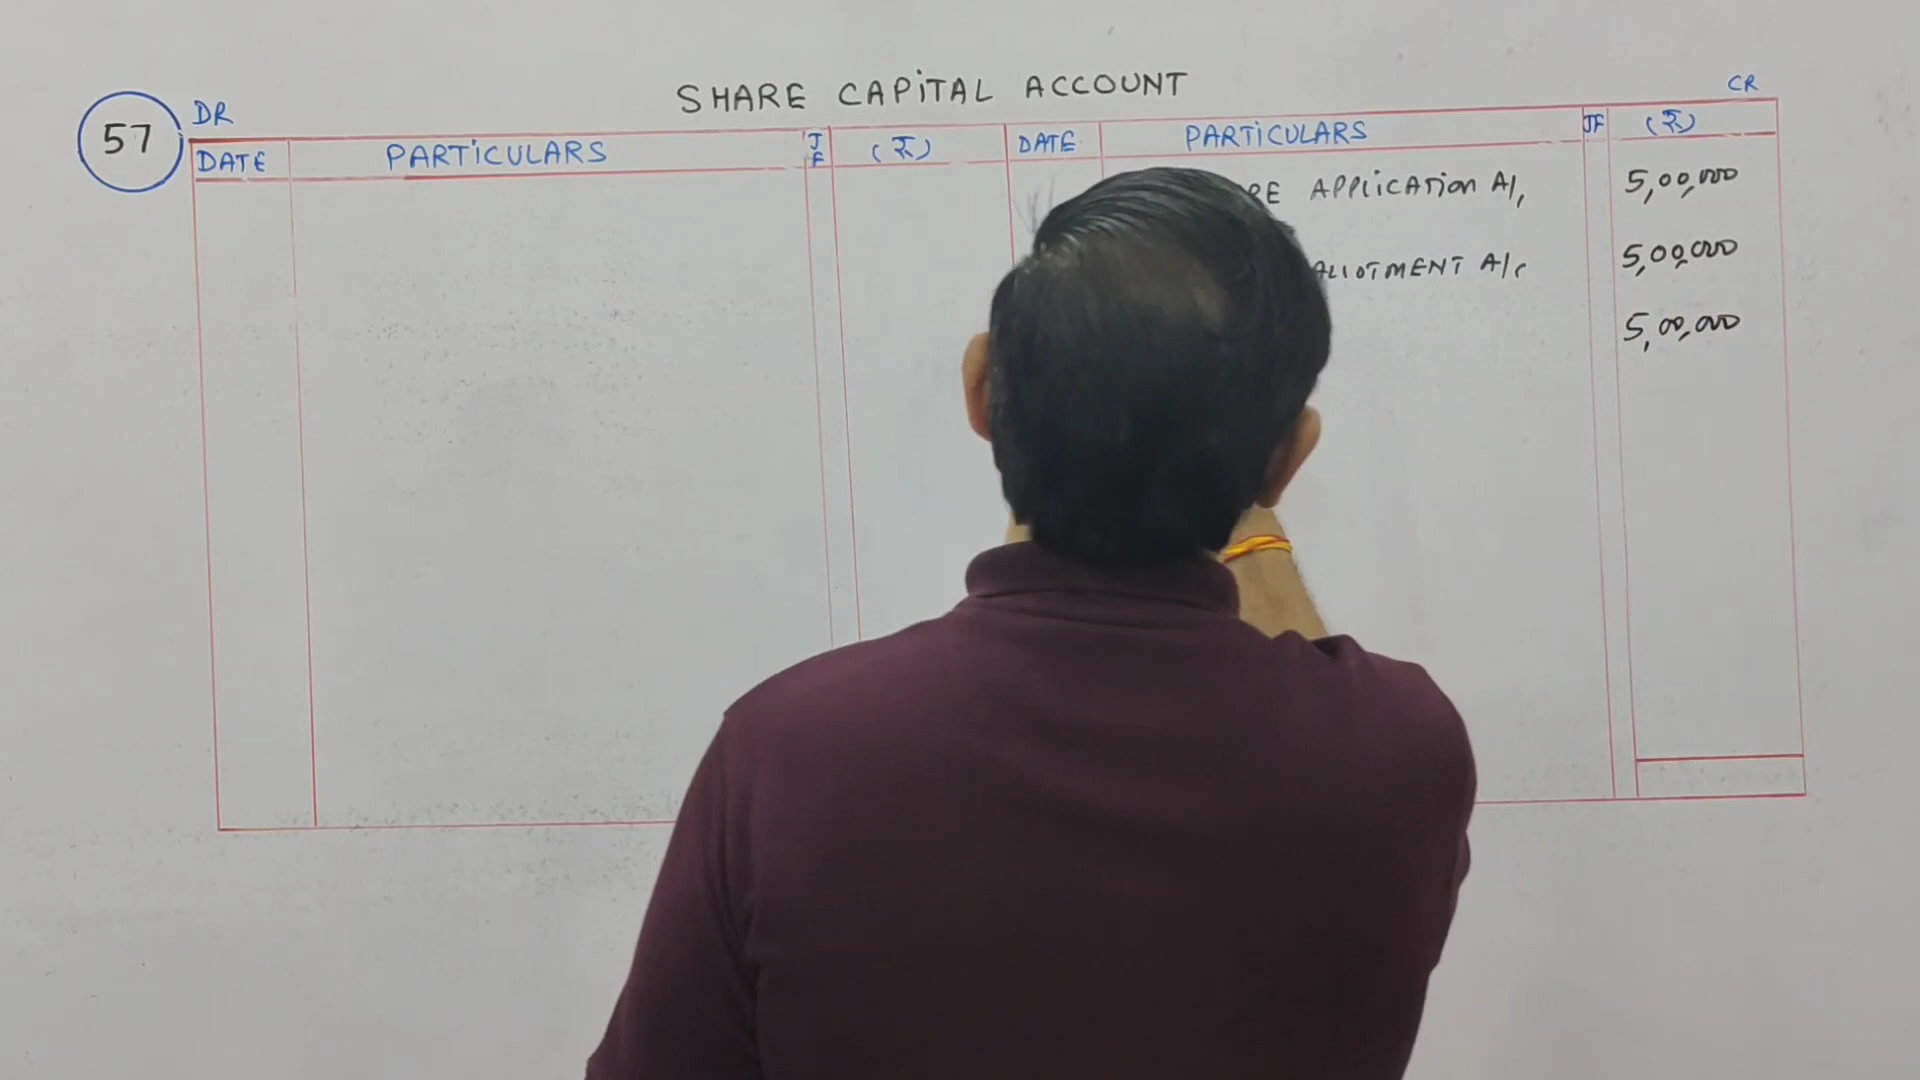 SHARE CAPITAL ACCOUNT
57
DR
CR
DATE PARTICULARS JF (₹) DATE PARTICULARS JF (₹)
APPLICATION A/c 5,00,000
ALLOTMENT A/c 5,00,000
5,00,000